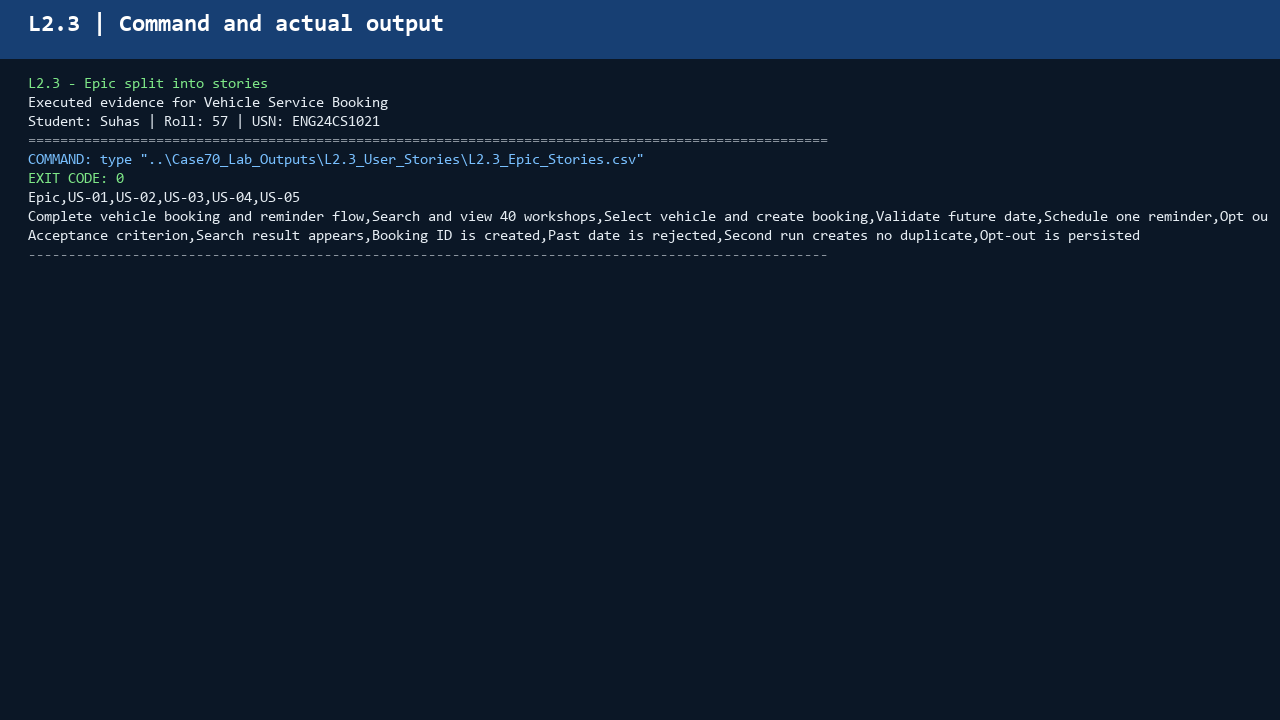 L2.3 | Command and actual output
L2.3 - Epic split into stories
Executed evidence for Vehicle Service Booking
Student: Suhas | Roll: 57 | USN: ENG24CS1021
====================================================================================================
COMMAND: type "..\Case70_Lab_Outputs\L2.3_User_Stories\L2.3_Epic_Stories.csv"
EXIT CODE: 0
Epic,US-01,US-02,US-03,US-04,US-05
Complete vehicle booking and reminder flow,Search and view 40 workshops,Select vehicle and create booking,Validate future date,Schedule one reminder,Opt ou
Acceptance criterion,Search result appears,Booking ID is created,Past date is rejected,Second run creates no duplicate,Opt-out is persisted
----------------------------------------------------------------------------------------------------